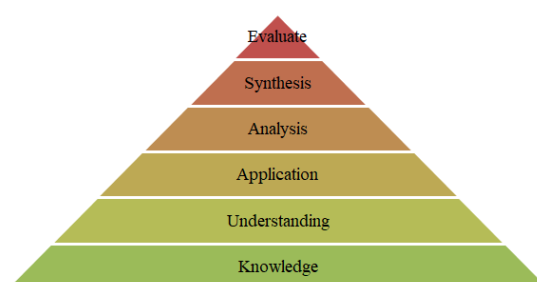 Evaluate
Synthesis
Analysis
Application
Understanding
Knowledge